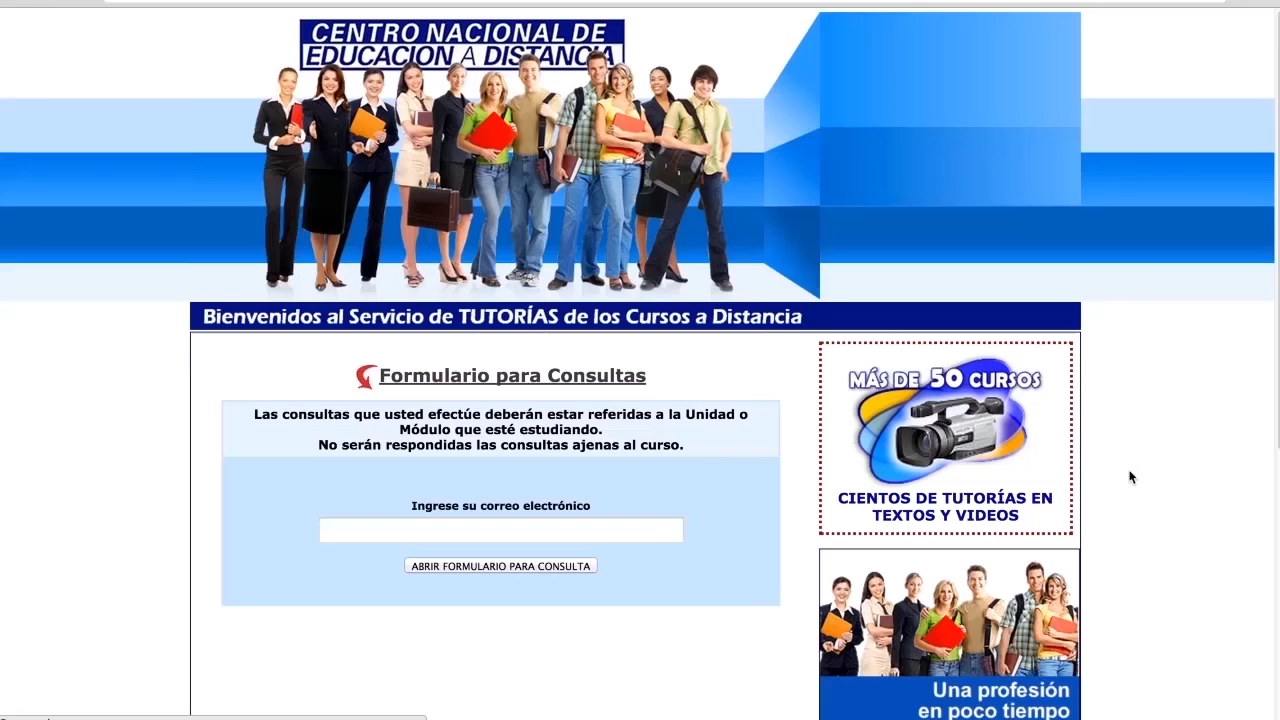 CENTRO NACIONAL DE
EDUCACION A DISTANCIA
Bienvenidos al Servicio de TUTORÍAS de los Cursos a Distancia
Formulario para Consultas
Las consultas que usted efectúe deberán estar referidas a la Unidad o
Módulo que esté estudiando.
No serán respondidas las consultas ajenas al curso.
Ingrese su correo electrónico
ABRIR FORMULARIO PARA CONSULTA
MÁS DE 50 CURSOS
CIENTOS DE TUTORÍAS EN
TEXTOS Y VIDEOS
Una profesión
en poco tiempo